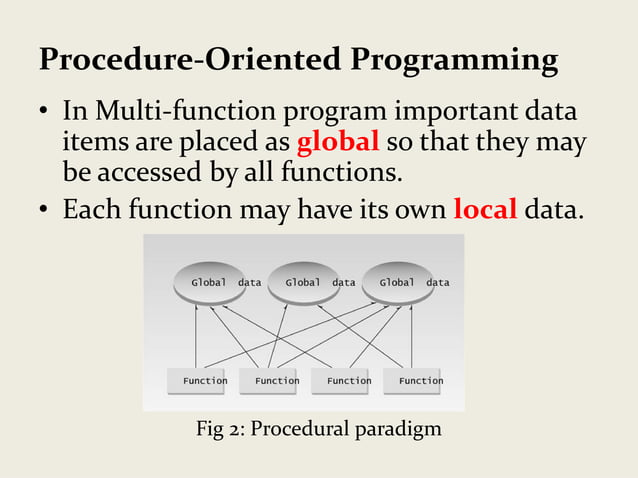 Procedure-Oriented Programming
• In Multi-function program important data
items are placed as global so that they may
be accessed by all functions.
• Each function may have its own local data.
Global data Global data Global data
Function Function Function Function
Fig 2: Procedural paradigm